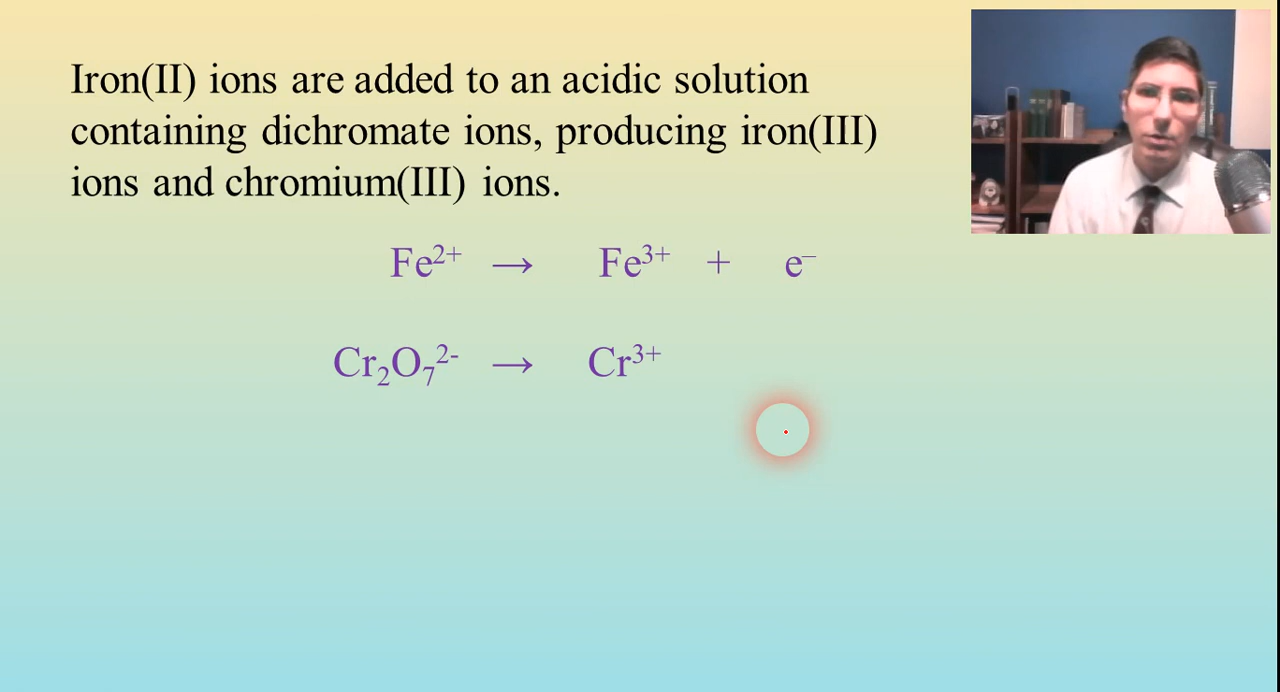 Iron(II) ions are added to an acidic solution
containing dichromate ions, producing iron(III)
ions and chromium(III) ions.
Fe²⁺ → Fe³⁺ + e⁻
Cr₂O₇²⁻ → Cr³⁺